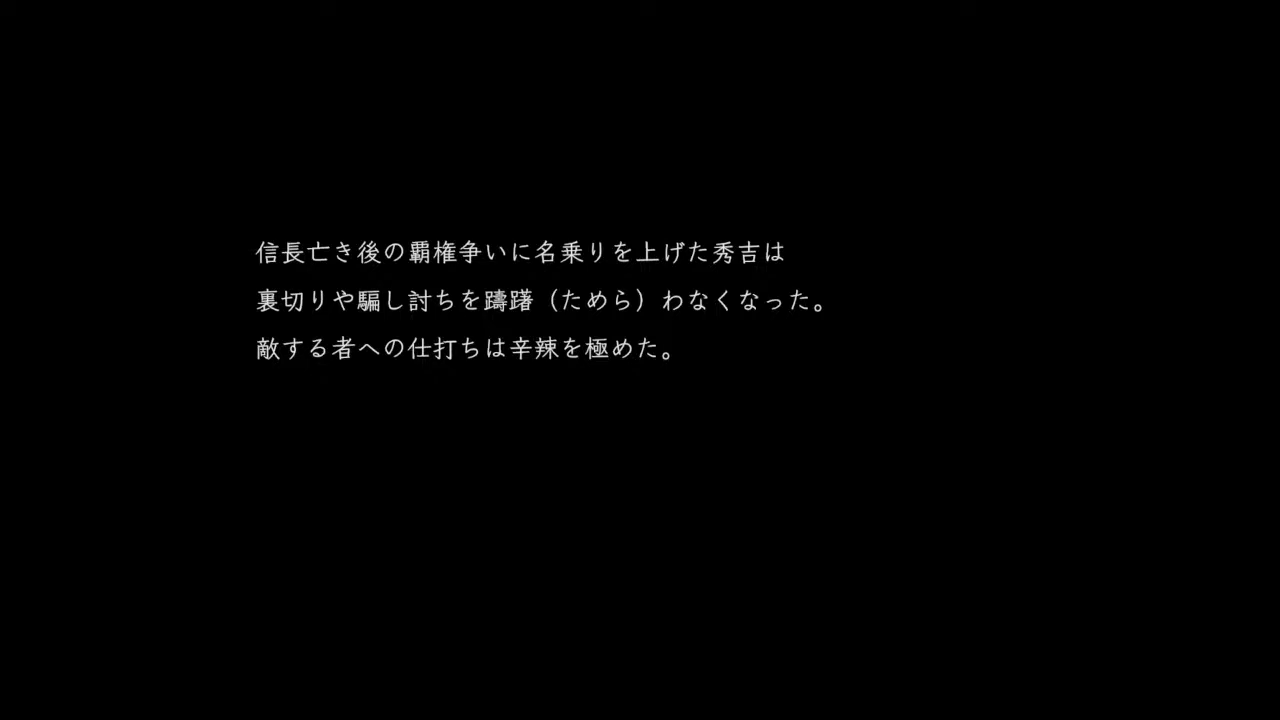 信長亡き後の覇権争いに名乗りを上げた秀吉は
裏切りや騙し討ちを躊躇（ためら）わなくなった。
敵する者への仕打ちは辛辣を極めた。